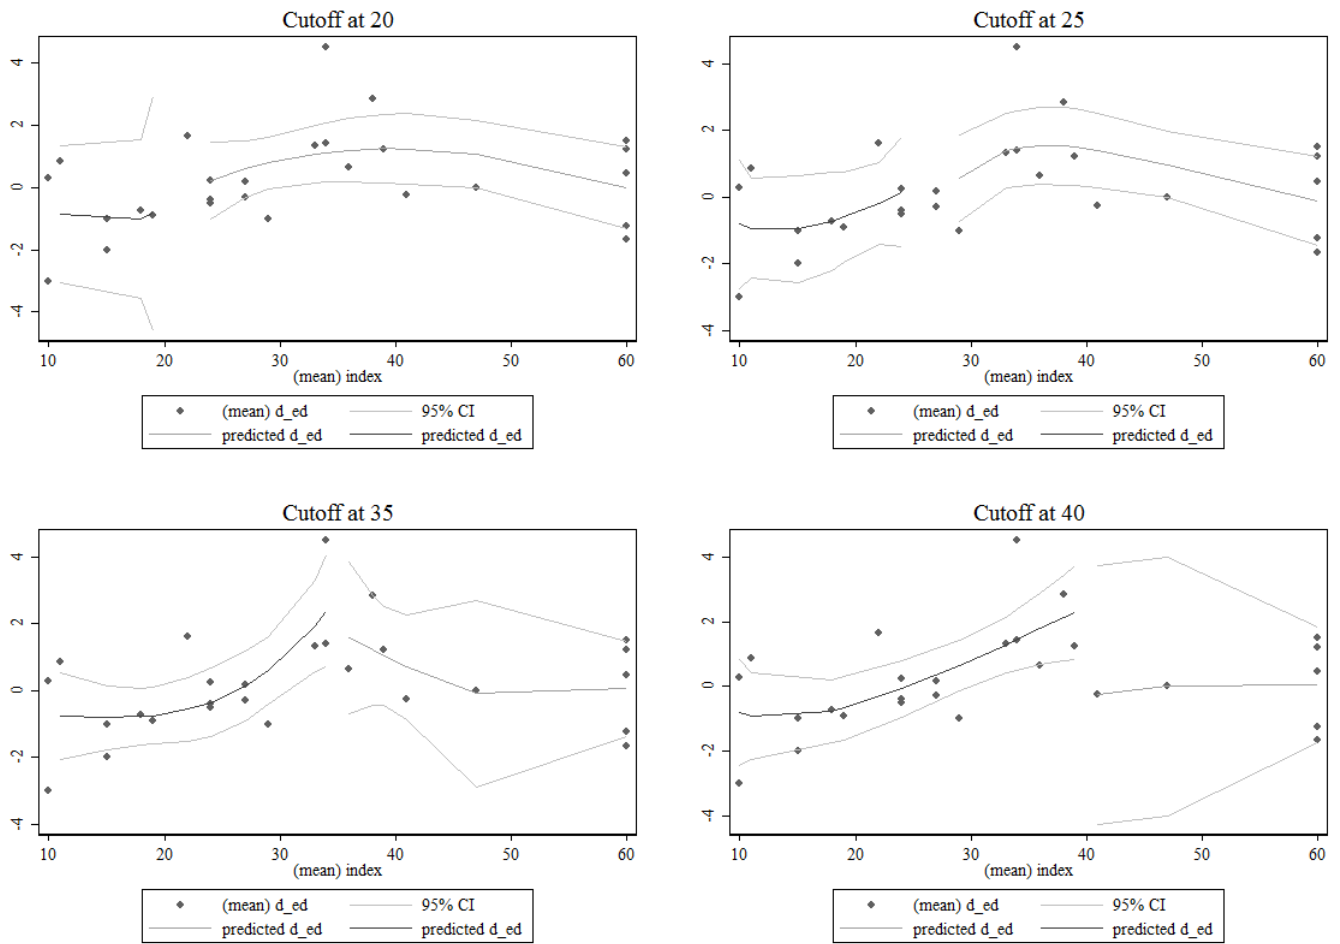 Cutoff at 20
4
2
0
-2
-4
10 20 30 40 50 60
(mean) index
(mean) d_ed 95% CI
predicted d_ed predicted d_ed
Cutoff at 25
4
2
0
-2
-4
10 20 30 40 50 60
(mean) index
(mean) d_ed 95% CI
predicted d_ed predicted d_ed
Cutoff at 35
4
2
0
-2
-4
10 20 30 40 50 60
(mean) index
(mean) d_ed 95% CI
predicted d_ed predicted d_ed
Cutoff at 40
4
2
0
-2
-4
10 20 30 40 50 60
(mean) index
(mean) d_ed 95% CI
predicted d_ed predicted d_ed